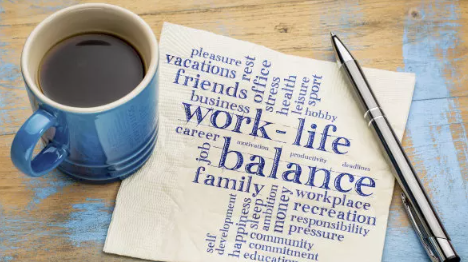 pleasure
vacations
rest
office
friends
stress
health
leisure
sport
business
hobby
work-life
career
motivation
productivity
deadlines
job
balance
family
workplace
recreation
responsibility
pressure
money
ambition
sleep
happiness
development
self
community
commitment
education